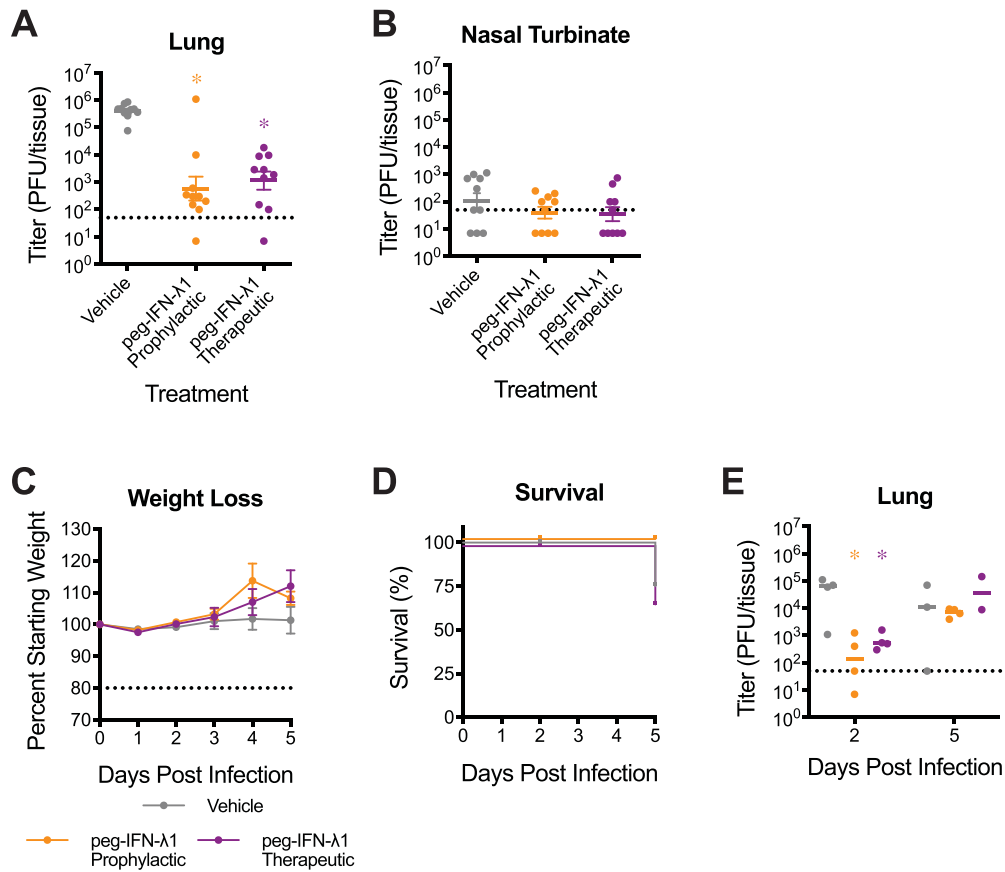 A
Lung
Titer (PFU/tissue)
10^7
10^6
10^5
10^4
10^3
10^2
10^1
10^0
*
*
Vehicle
peg-IFN-λ1
Prophylactic
peg-IFN-λ1
Therapeutic
Treatment
B
Nasal Turbinate
Titer (PFU/tissue)
10^7
10^6
10^5
10^4
10^3
10^2
10^1
10^0
Vehicle
peg-IFN-λ1
Prophylactic
peg-IFN-λ1
Therapeutic
Treatment
C
Weight Loss
Percent Starting Weight
130
120
110
100
90
80
70
0 1 2 3 4 5
Days Post Infection
Vehicle
peg-IFN-λ1
Prophylactic
peg-IFN-λ1
Therapeutic
D
Survival
Survival (%)
100
75
50
25
0
0 1 2 3 4 5
Days Post Infection
E
Lung
Titer (PFU/tissue)
10^7
10^6
10^5
10^4
10^3
10^2
10^1
10^0
* *
2 5
Days Post Infection